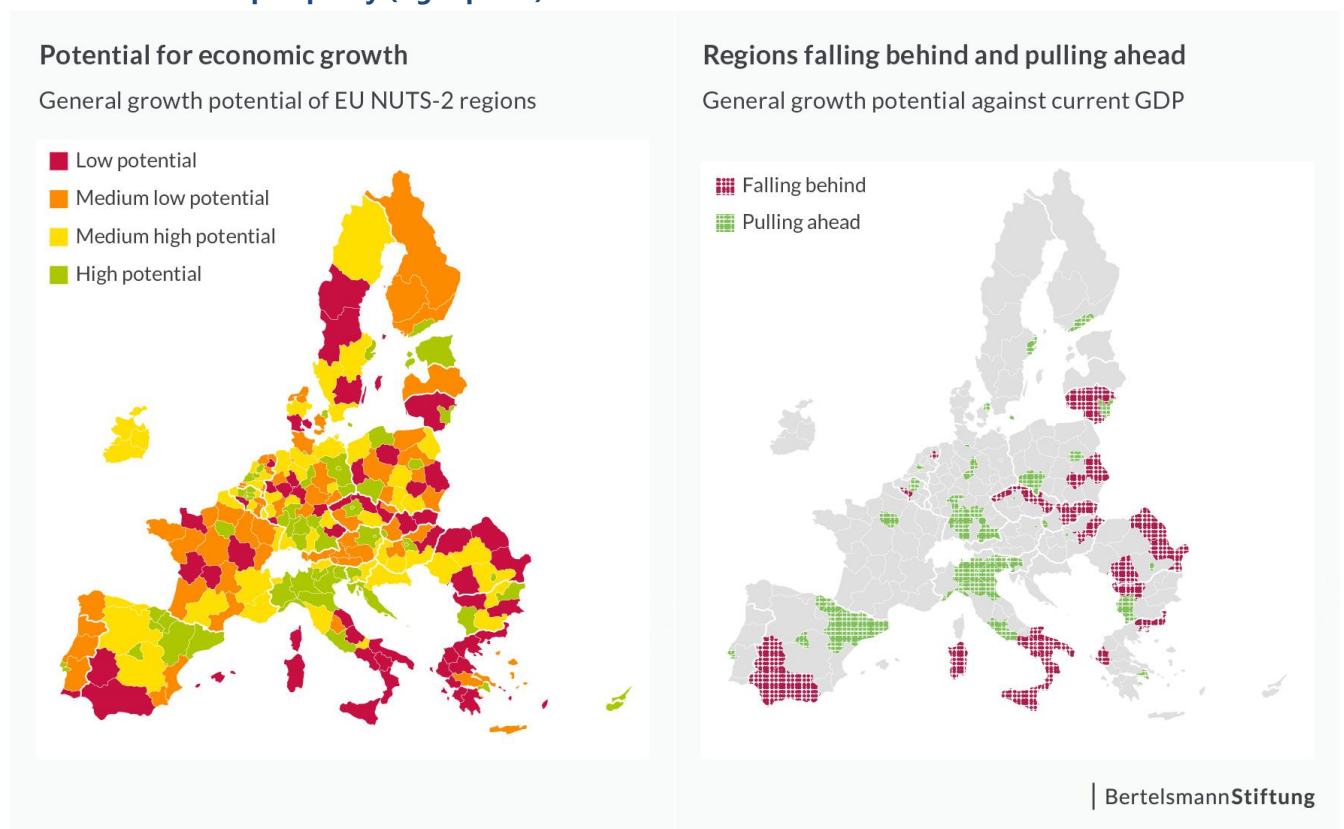 Potential for economic growth
General growth potential of EU NUTS-2 regions
Low potential
Medium low potential
Medium high potential
High potential
Regions falling behind and pulling ahead
General growth potential against current GDP
Falling behind
Pulling ahead
BertelsmannStiftung